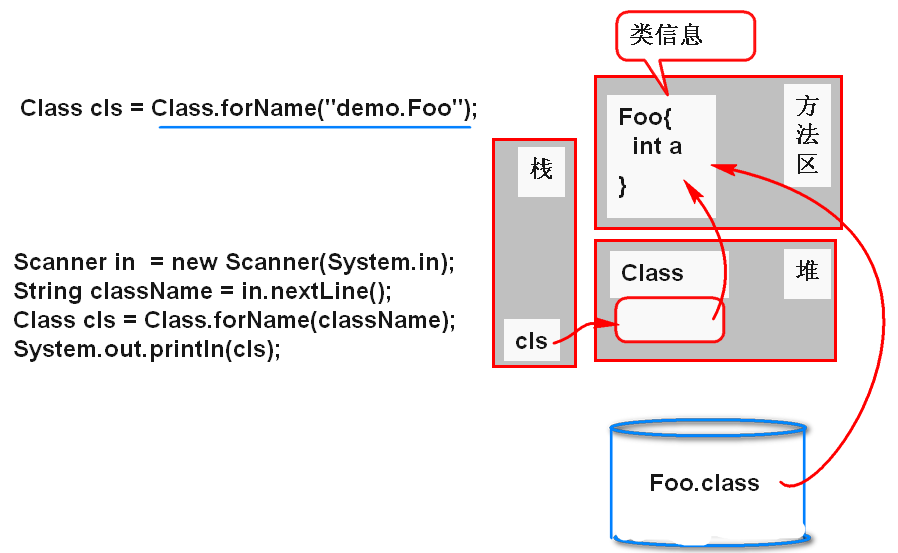 类信息
Class cls = Class.forName("demo.Foo");
Foo{
int a
}
方法区
栈
Scanner in = new Scanner(System.in);
String className = in.nextLine();
Class cls = Class.forName(className);
System.out.println(cls);
Class
堆
cls
Foo.class